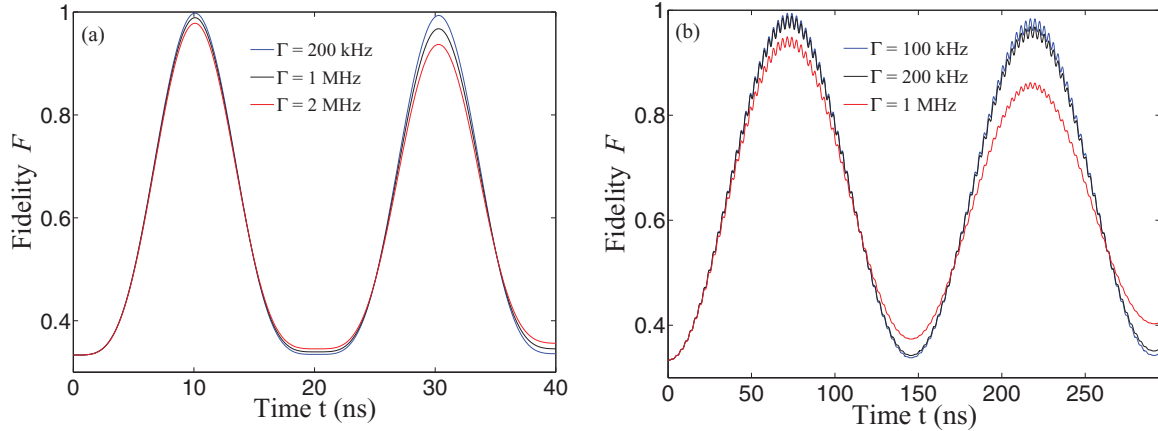 (a)
Γ = 200 kHz
Γ = 1 MHz
Γ = 2 MHz
1
0.8
0.6
0.4
0
10
20
30
40
Fidelity F
Time t (ns)
(b)
Γ = 100 kHz
Γ = 200 kHz
Γ = 1 MHz
1
0.8
0.6
0.4
0
50
100
150
200
250
Fidelity F
Time t (ns)